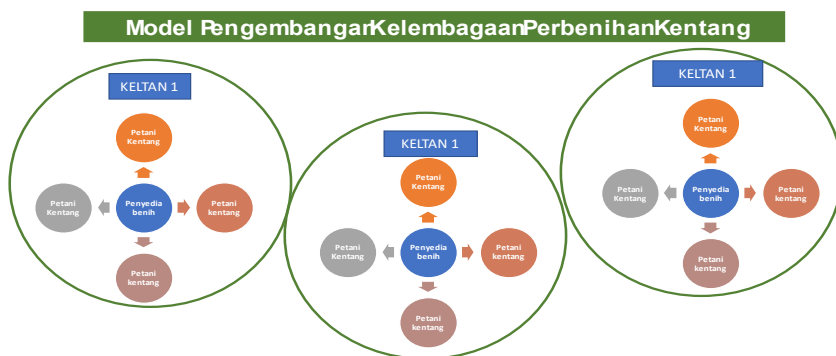 Model PengembanganKelembagaanPerbenihanKentang
KELTAN 1
Petani
Kentang
Petani
Kentang
Penyedia
benih
Petani
kentang
Petani
kentang
KELTAN 1
Petani
Kentang
Petani
Kentang
Penyedia
benih
Petani
kentang
Petani
kentang
KELTAN 1
Petani
Kentang
Petani
Kentang
Penyedia
benih
Petani
kentang
Petani
kentang